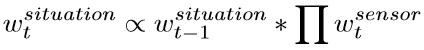 w_t^{situation} ∝ w_{t−1}^{situation} * ∏ w_t^{sensor}